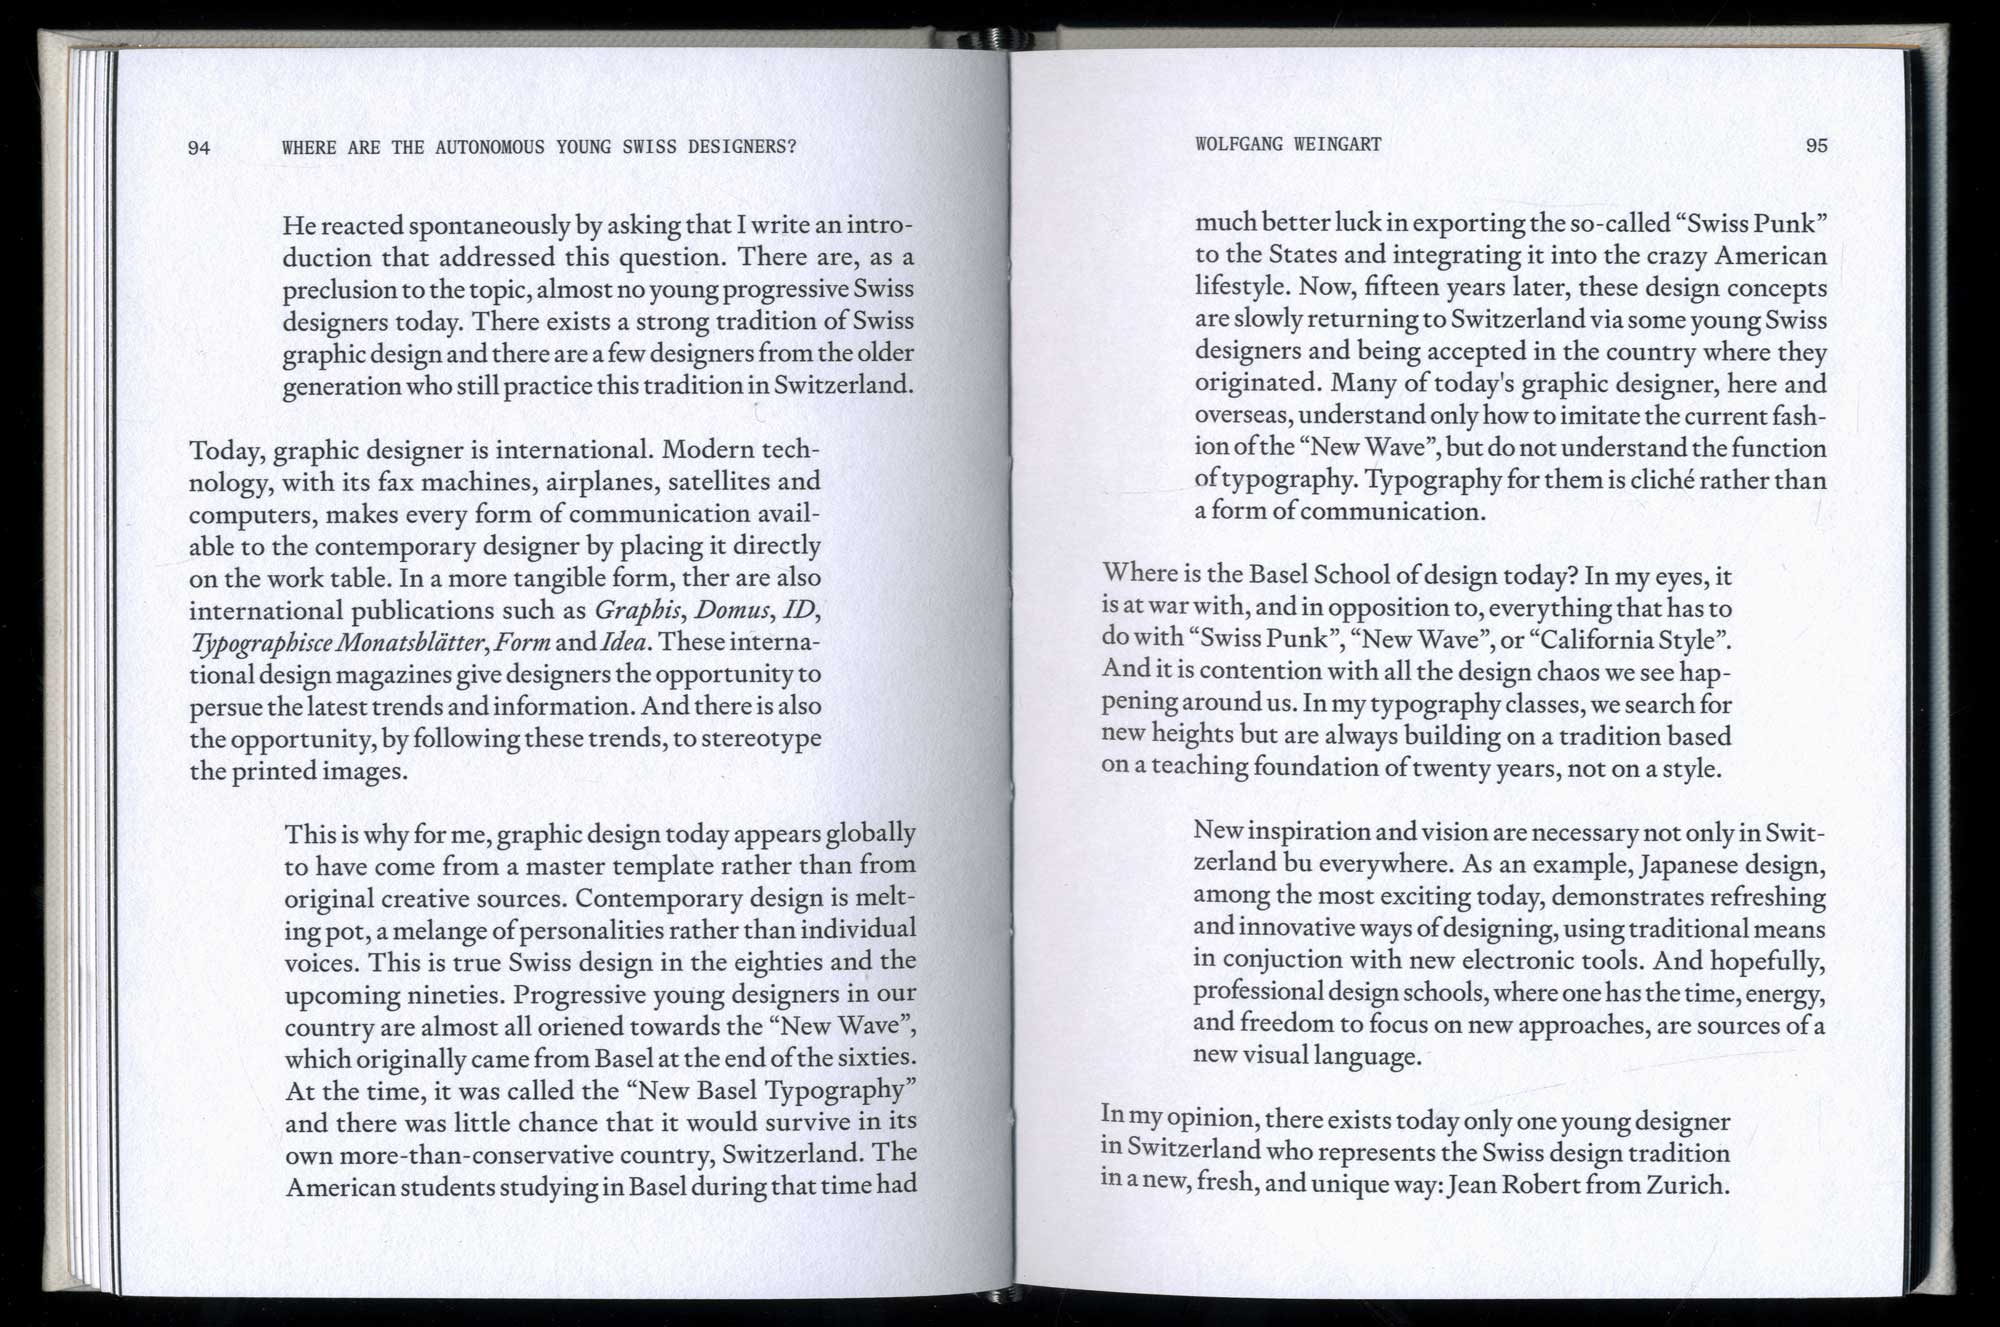 94 WHERE ARE THE AUTONOMOUS YOUNG SWISS DESIGNERS?
He reacted spontaneously by asking that I write an intro-
duction that addressed this question. There are, as a
preclusion to the topic, almost no young progressive Swiss
designers today. There exists a strong tradition of Swiss
graphic design and there are a few designers from the older
generation who still practice this tradition in Switzerland.
Today, graphic designer is international. Modern tech-
nology, with its fax machines, airplanes, satellites and
computers, makes every form of communication avail-
able to the contemporary designer by placing it directly
on the work table. In a more tangible form, ther are also
international publications such as Graphis, Domus, ID,
Typographisce Monatsblätter, Form and Idea. These interna-
tional design magazines give designers the opportunity to
persue the latest trends and information. And there is also
the opportunity, by following these trends, to stereotype
the printed images.
This is why for me, graphic design today appears globally
to have come from a master template rather than from
original creative sources. Contemporary design is melt-
ing pot, a melange of personalities rather than individual
voices. This is true Swiss design in the eighties and the
upcoming nineties. Progressive young designers in our
country are almost all oriened towards the “New Wave”,
which originally came from Basel at the end of the sixties.
At the time, it was called the “New Basel Typography”
and there was little chance that it would survive in its
own more-than-conservative country, Switzerland. The
American students studying in Basel during that time had
WOLFGANG WEINGART 95
much better luck in exporting the so-called “Swiss Punk”
to the States and integrating it into the crazy American
lifestyle. Now, fifteen years later, these design concepts
are slowly returning to Switzerland via some young Swiss
designers and being accepted in the country where they
originated. Many of today's graphic designer, here and
overseas, understand only how to imitate the current fash-
ion of the “New Wave”, but do not understand the function
of typography. Typography for them is cliché rather than
a form of communication.
Where is the Basel School of design today? In my eyes, it
is at war with, and in opposition to, everything that has to
do with “Swiss Punk”, “New Wave”, or “California Style”.
And it is contention with all the design chaos we see hap-
pening around us. In my typography classes, we search for
new heights but are always building on a tradition based
on a teaching foundation of twenty years, not on a style.
New inspiration and vision are necessary not only in Swit-
zerland bu everywhere. As an example, Japanese design,
among the most exciting today, demonstrates refreshing
and innovative ways of designing, using traditional means
in conjuction with new electronic tools. And hopefully,
professional design schools, where one has the time, energy,
and freedom to focus on new approaches, are sources of a
new visual language.
In my opinion, there exists today only one young designer
in Switzerland who represents the Swiss design tradition
in a new, fresh, and unique way: Jean Robert from Zurich.